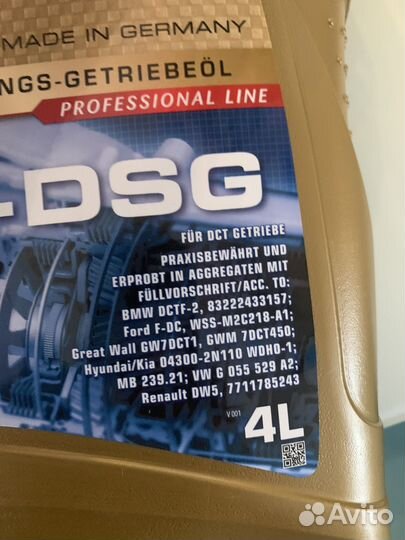 MADE IN GERMANY
NGS-GETRIEBEÖL
PROFESSIONAL LINE
-DSG
FÜR DCT GETRIEBE
PRAXISBEWÄHRT UND
ERPROBT IN AGGREGATEN MIT
FÜLLVORSCHRIFT/ACC. TO:
BMW DCTF-2, 83222433157;
Ford F-DC, WSS-M2C218-A1;
Great Wall GW7DCT1, GWM 7DCT450;
Hyundai/Kia 04300-2N110 WDHO-1;
MB 239.21; VW G 055 529 A2;
Renault DW5, 7711785243
V 001
4L
Avito